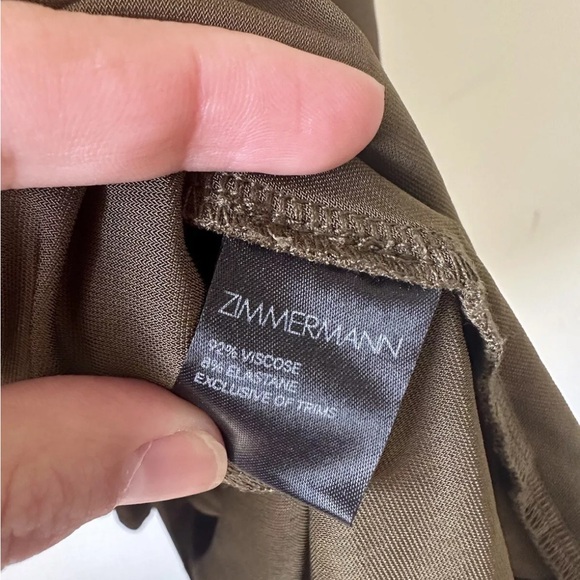 ZIMMERMANN
92% VISCOSE
8% ELASTANE
EXCLUSIVE OF TRIMS